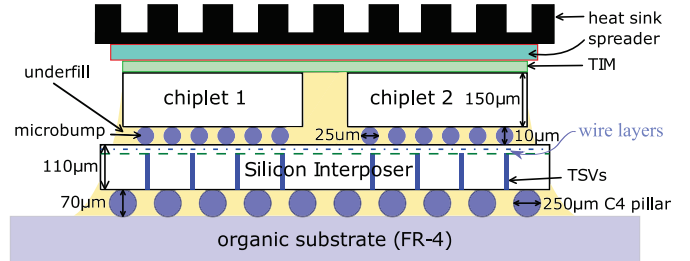 heat sink
spreader
TIM
underfill
chiplet 1
chiplet 2
150μm
microbump
25um
10μm
wire layers
110μm
Silicon Interposer
TSVs
70μm
250μm C4 pillar
organic substrate (FR-4)